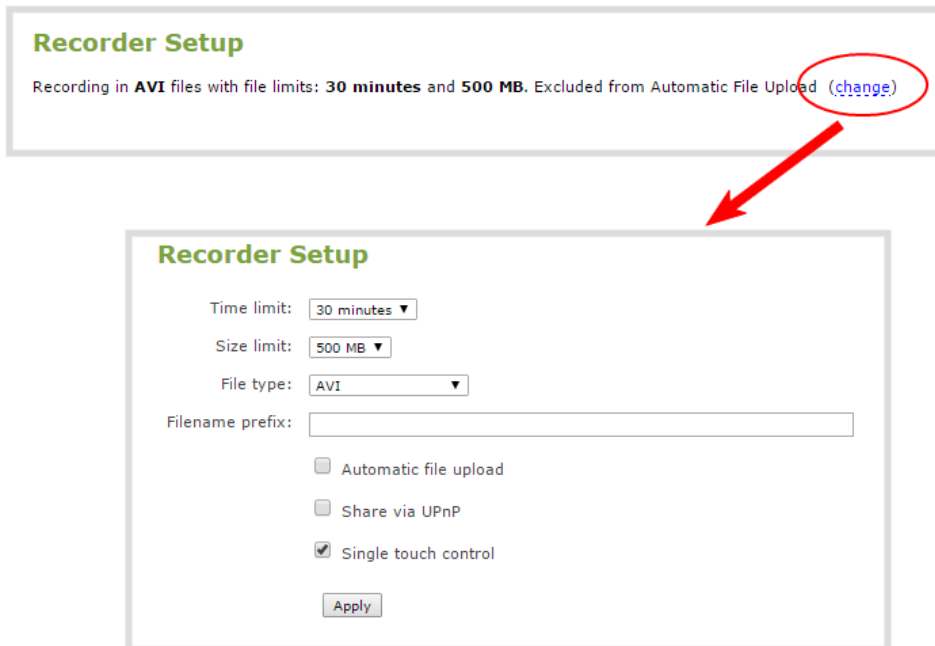 Recorder Setup
Recording in AVI files with file limits: 30 minutes and 500 MB. Excluded from Automatic File Upload (change)
Recorder Setup
Time limit: 30 minutes
Size limit: 500 MB
File type: AVI
Filename prefix:
Automatic file upload
Share via UPnP
Single touch control
Apply